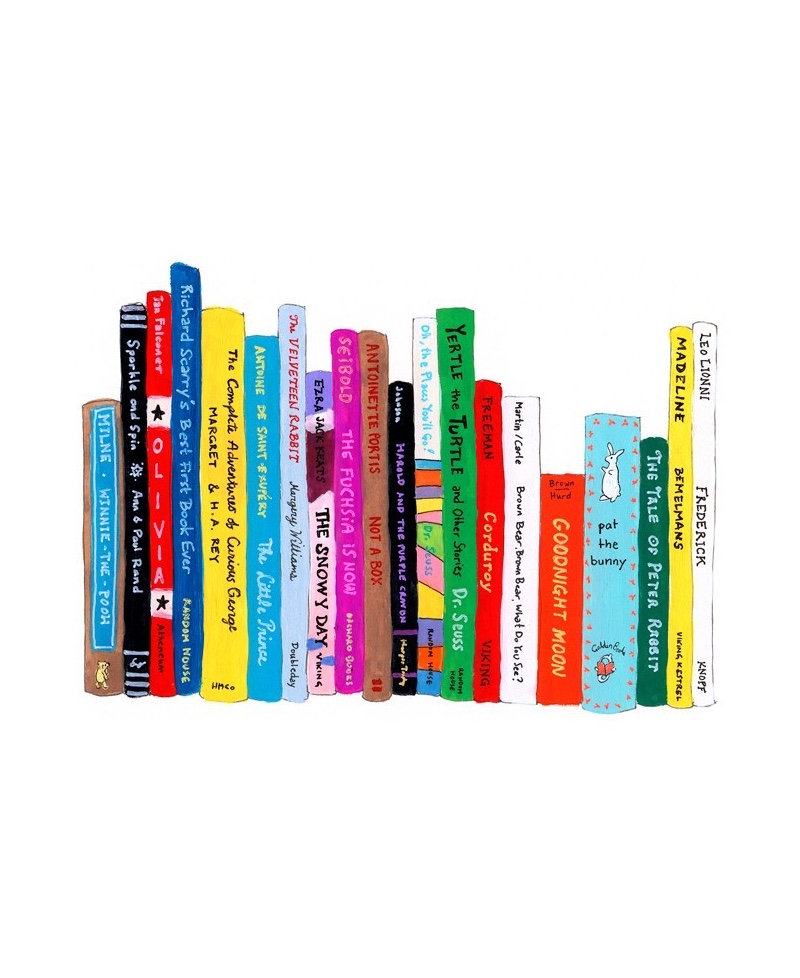 MILNE · WINNIE-THE-POOH
Sparkle and Spin Ann & Paul Rand
Ian Falconer OLIVIA Atheneum
Richard Scarry's Best First Book Ever RANDOM HOUSE
The Complete Adventures of Curious George
MARGRET & H.A. REY
HMCO
ANTOINE DE SAINT-EXUPÉRY The Little Prince
The VELVETEEN RABBIT Margery Williams Doubleday
EZRA JACK KEATS THE SNOWY DAY VIKING
SEIBOLD THE FUCHSIA IS NOW ORCHARD BOOKS
ANTOINETTE PORTIS NOT A BOX
Johnson HAROLD AND THE PURPLE CRAYON
Oh, the Places You'll Go! Dr. Seuss RANDOM HOUSE
YERTLE the TURTLE and Other Stories Dr. Seuss RANDOM HOUSE
FREEMAN Corduroy VIKING
Martin/Carle Brown Bear, Brown Bear, What Do You See?
Brown
Hurd
GOODNIGHT MOON
pat
the
bunny
Golden Books
THE TALE OF PETER RABBIT
MADELINE BEMELMANS VIKING KESTREL
LEO LIONNI FREDERICK KNOPF